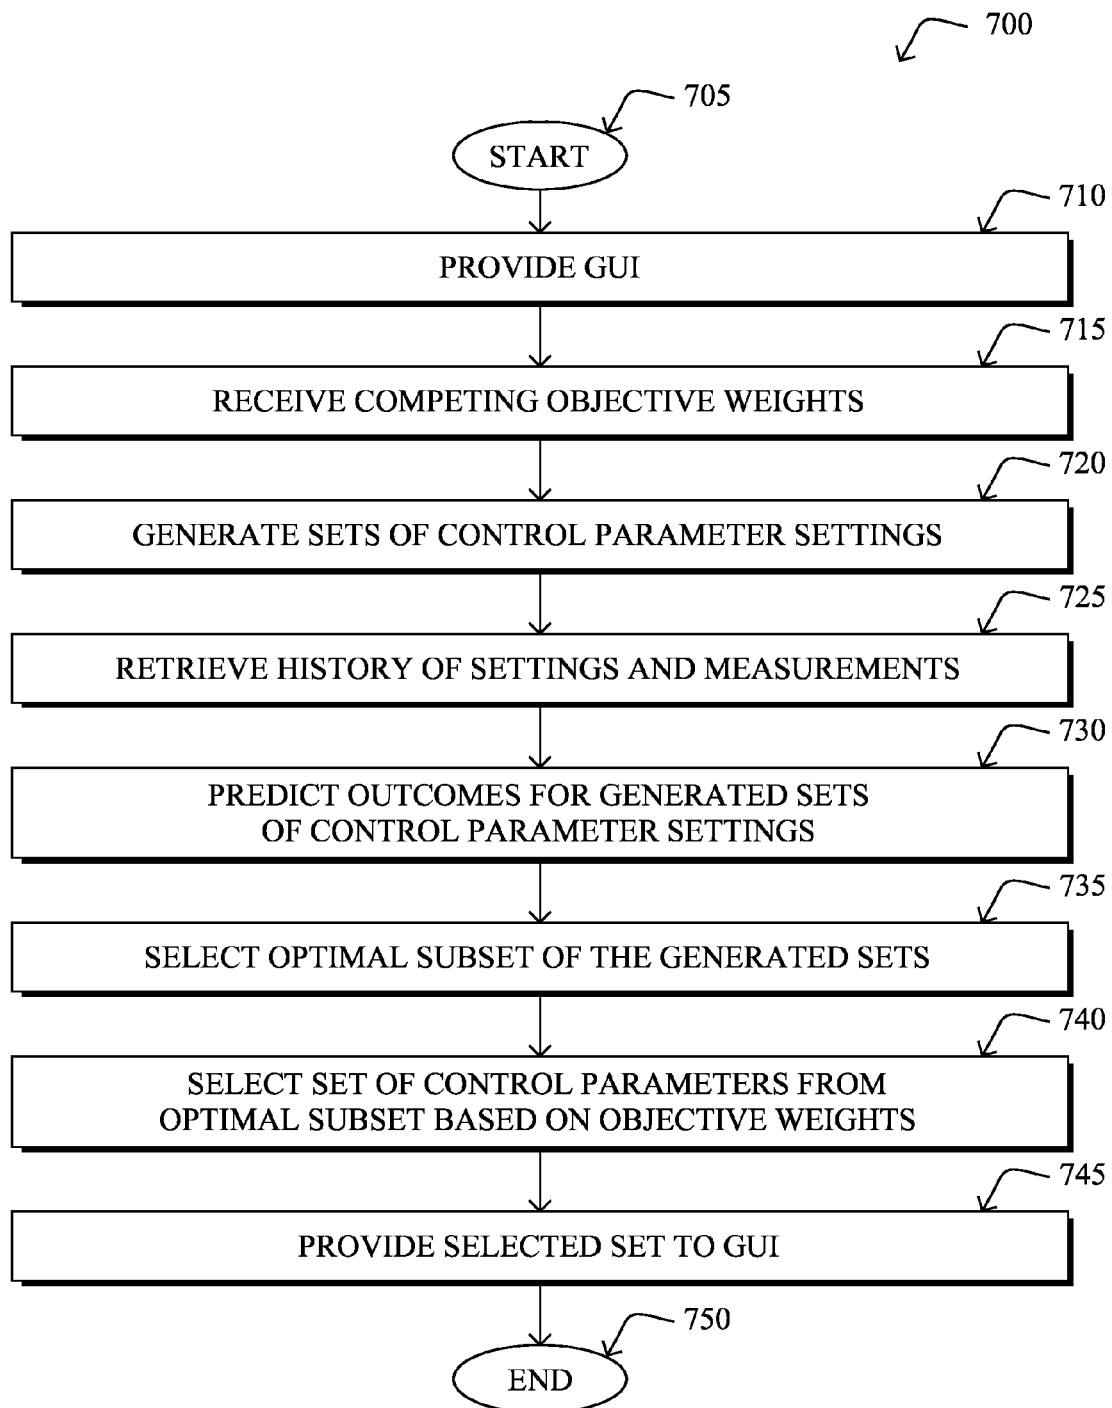 700
705
START
710
PROVIDE GUI
715
RECEIVE COMPETING OBJECTIVE WEIGHTS
720
GENERATE SETS OF CONTROL PARAMETER SETTINGS
725
RETRIEVE HISTORY OF SETTINGS AND MEASUREMENTS
730
PREDICT OUTCOMES FOR GENERATED SETS
OF CONTROL PARAMETER SETTINGS
735
SELECT OPTIMAL SUBSET OF THE GENERATED SETS
740
SELECT SET OF CONTROL PARAMETERS FROM
OPTIMAL SUBSET BASED ON OBJECTIVE WEIGHTS
745
PROVIDE SELECTED SET TO GUI
750
END